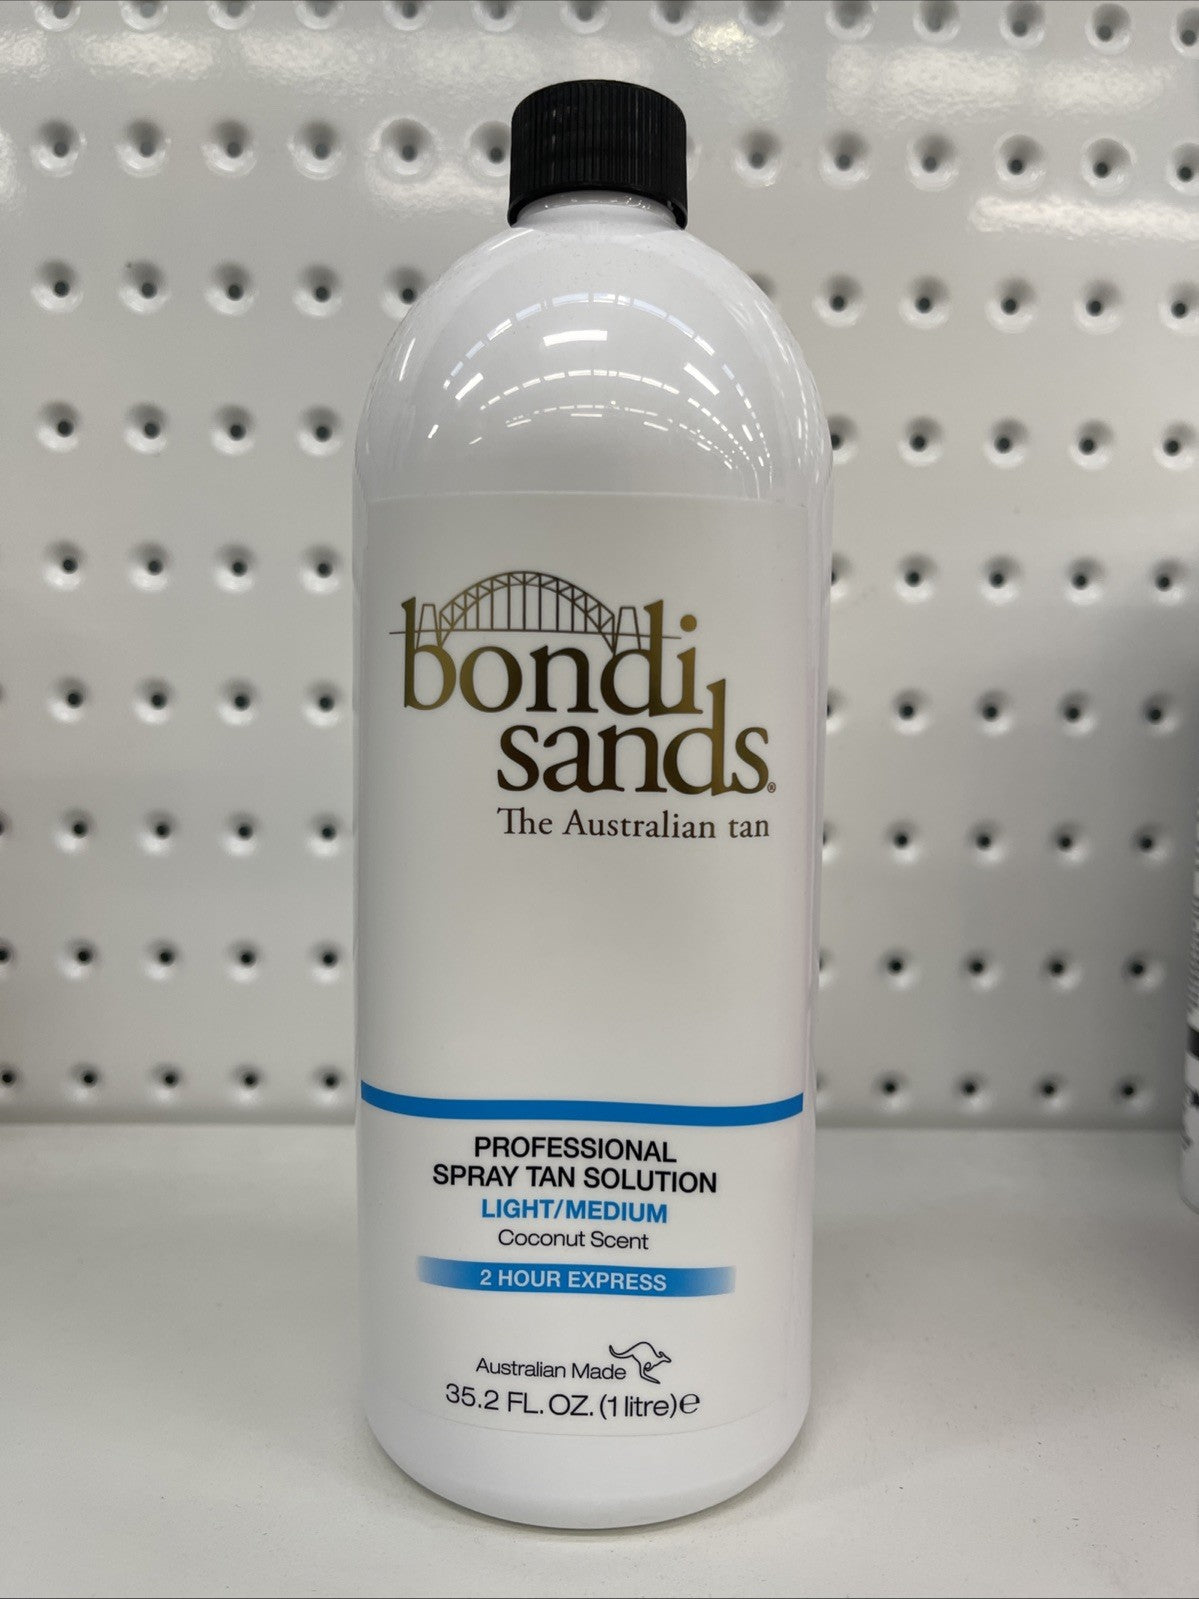 bondi
sands®
The Australian tan
PROFESSIONAL
SPRAY TAN SOLUTION
LIGHT/MEDIUM
Coconut Scent
2 HOUR EXPRESS
Australian Made
35.2 FL. OZ. (1 litre)℮